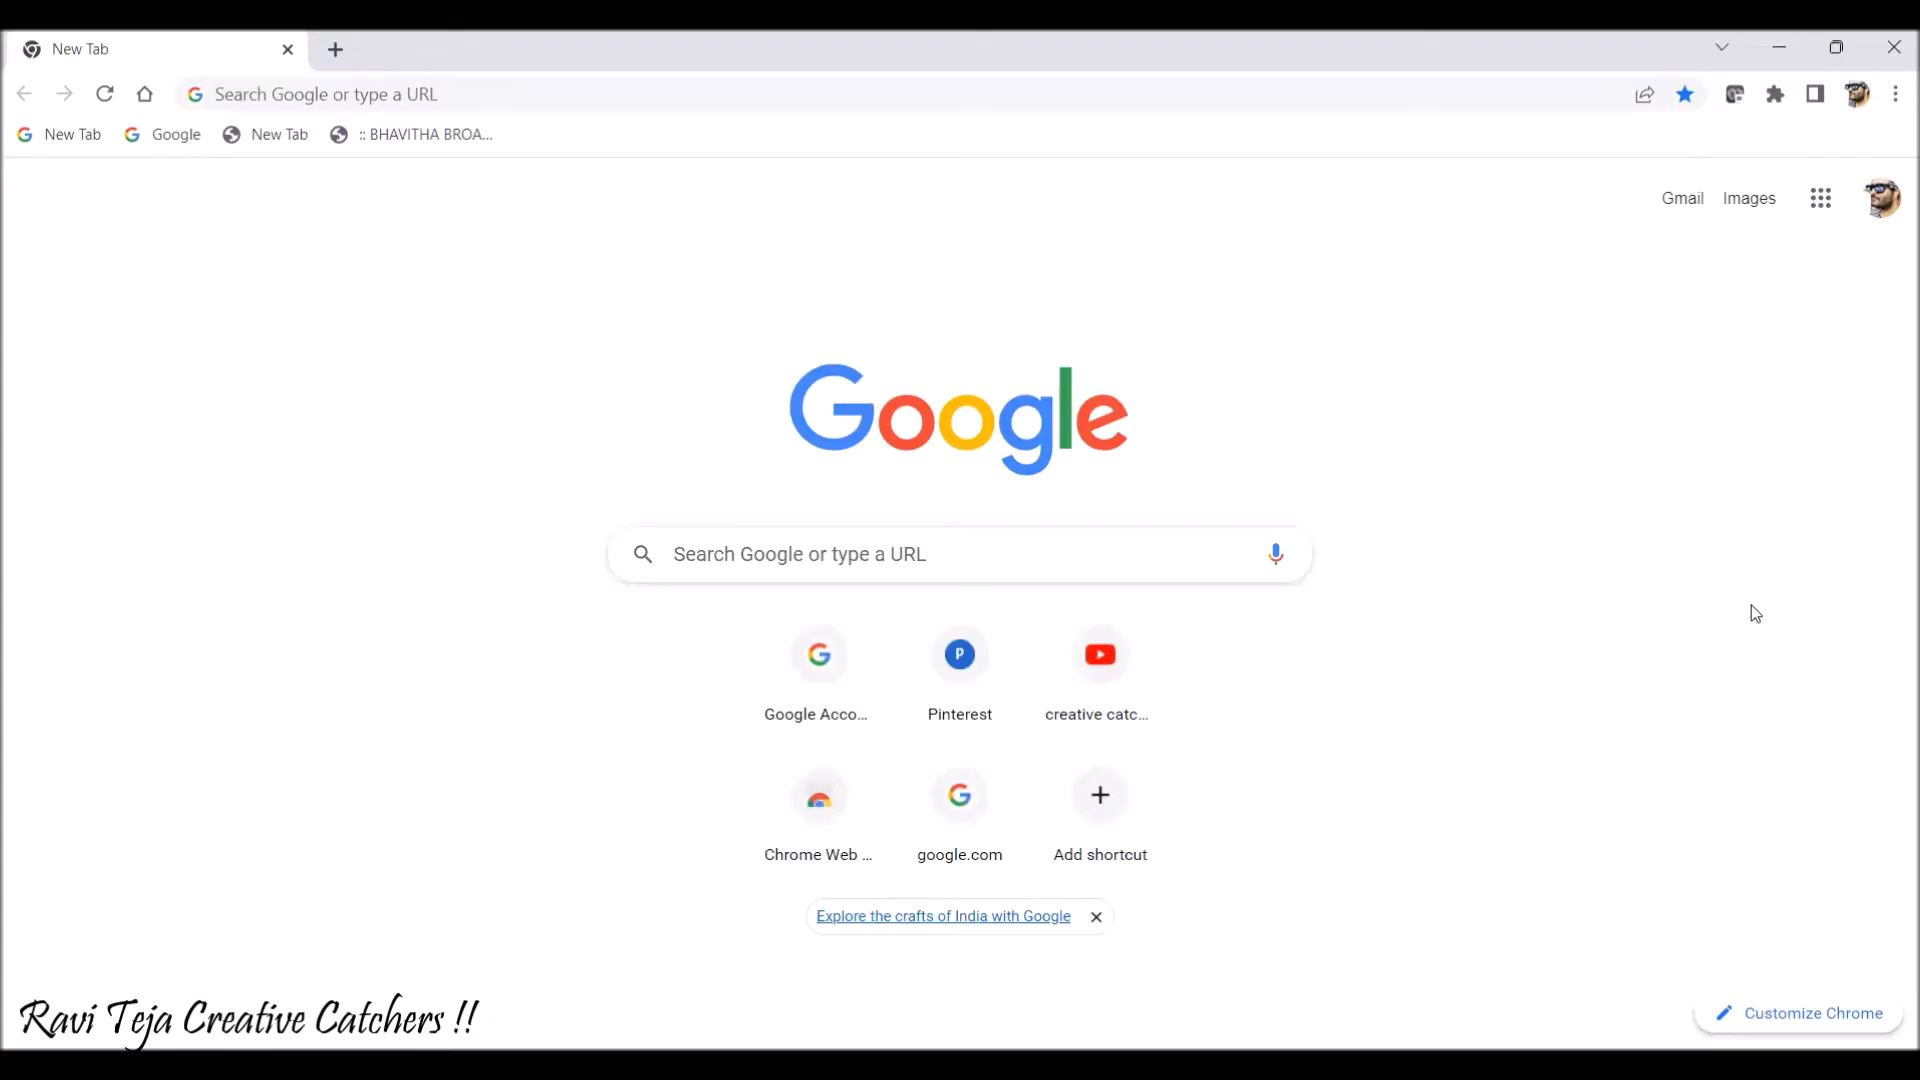 New Tab
Search Google or type a URL
New Tab
Google
New Tab
:: BHAVITHA BROA...
Gmail
Images
Google
Search Google or type a URL
Google Acco...
Pinterest
creative catc...
Chrome Web ...
google.com
Add shortcut
Explore the crafts of India with Google
Ravi Teja Creative Catchers !!
Customize Chrome